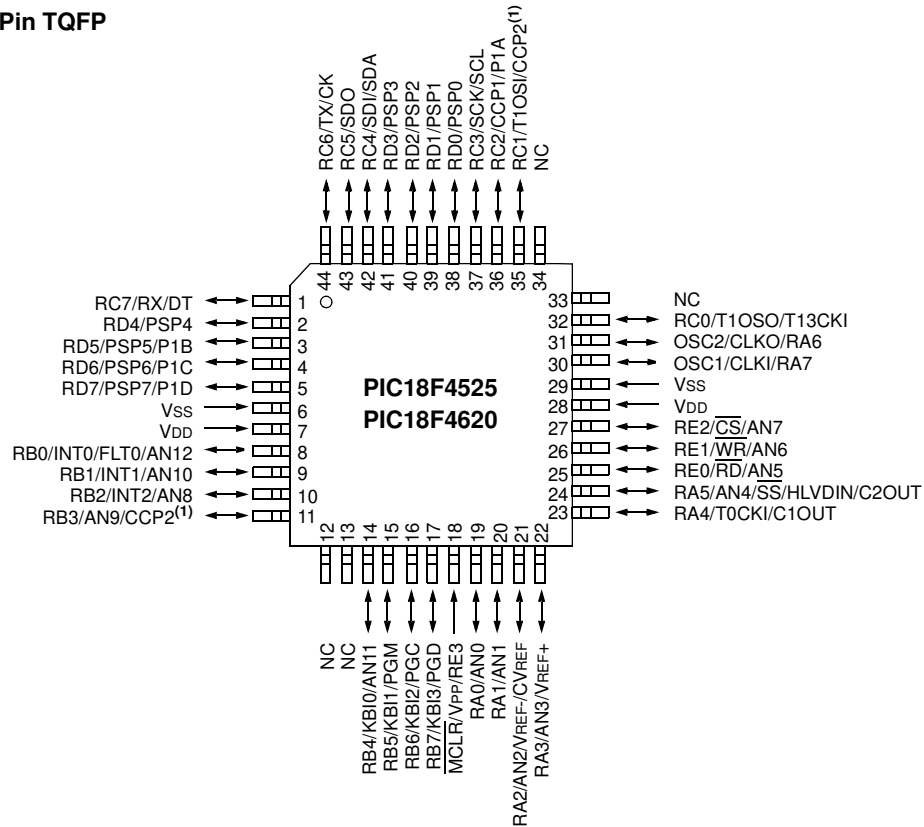 Pin TQFP
RC6/TX/CK
RC5/SDO
RC4/SDI/SDA
RD3/PSP3
RD2/PSP2
RD1/PSP1
RD0/PSP0
RC3/SCK/SCL
RC2/CCP1/P1A
RC1/T1OSI/CCP2(1)
NC
44
43
42
41
40
39
38
37
36
35
34
RC7/RX/DT 1
RD4/PSP4 2
RD5/PSP5/P1B 3
RD6/PSP6/P1C 4
RD7/PSP7/P1D 5
VSS 6
VDD 7
RB0/INT0/FLT0/AN12 8
RB1/INT1/AN10 9
RB2/INT2/AN8 10
RB3/AN9/CCP2(1) 11
PIC18F4525
PIC18F4620
33 NC
32 RC0/T1OSO/T13CKI
31 OSC2/CLKO/RA6
30 OSC1/CLKI/RA7
29 VSS
28 VDD
27 RE2/CS/AN7
26 RE1/WR/AN6
25 RE0/RD/AN5
24 RA5/AN4/SS/HLVDIN/C2OUT
23 RA4/T0CKI/C1OUT
12
13
14
15
16
17
18
19
20
21
22
NC
NC
RB4/KBI0/AN11
RB5/KBI1/PGM
RB6/KBI2/PGC
RB7/KBI3/PGD
MCLR/VPP/RE3
RA0/AN0
RA1/AN1
RA2/AN2/VREF-/CVREF
RA3/AN3/VREF+